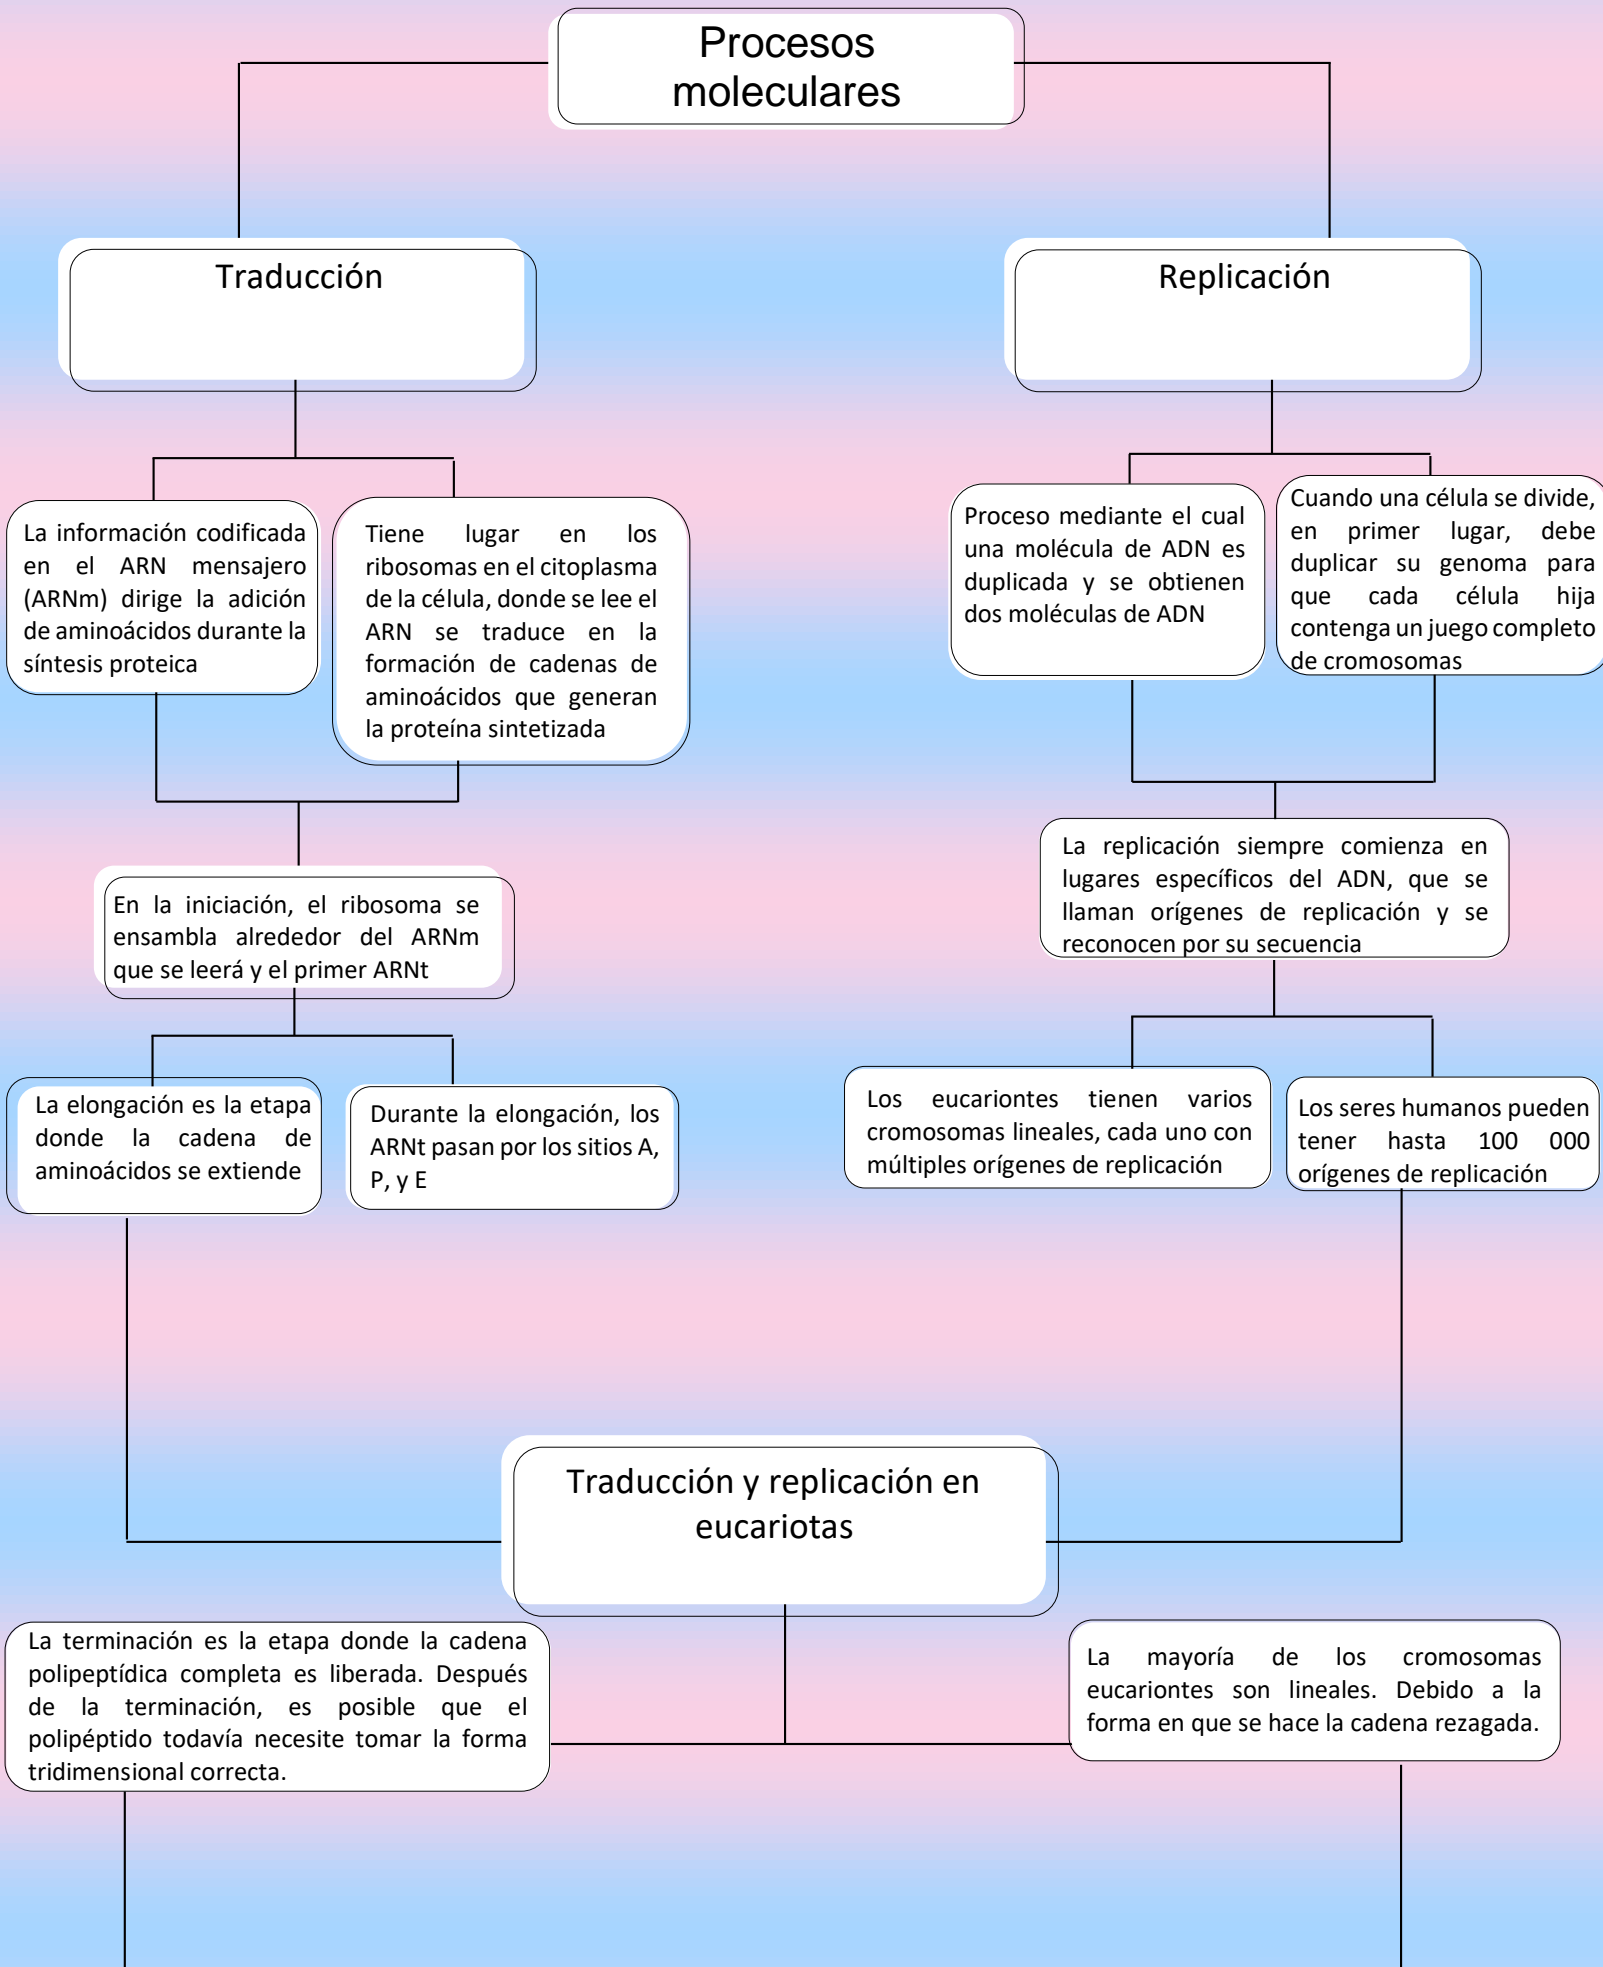 Procesos
moleculares
Traducción
Replicación
La información codificada
en el ARN mensajero
(ARNm) dirige la adición
de aminoácidos durante la
síntesis proteica
Tiene lugar en los
ribosomas en el citoplasma
de la célula, donde se lee el
ARN se traduce en la
formación de cadenas de
aminoácidos que generan
la proteína sintetizada
Proceso mediante el cual
una molécula de ADN es
duplicada y se obtienen
dos moléculas de ADN
Cuando una célula se divide,
en primer lugar, debe
duplicar su genoma para
que cada célula hija
contenga un juego completo
de cromosomas
En la iniciación, el ribosoma se
ensambla alrededor del ARNm
que se leerá y el primer ARNt
La replicación siempre comienza en
lugares específicos del ADN, que se
llaman orígenes de replicación y se
reconocen por su secuencia
La elongación es la etapa
donde la cadena de
aminoácidos se extiende
Durante la elongación, los
ARNt pasan por los sitios A,
P, y E
Los eucariontes tienen varios
cromosomas lineales, cada uno con
múltiples orígenes de replicación
Los seres humanos pueden
tener hasta 100 000
orígenes de replicación
Traducción y replicación en
eucariotas
La terminación es la etapa donde la cadena
polipeptídica completa es liberada. Después
de la terminación, es posible que el
polipéptido todavía necesite tomar la forma
tridimensional correcta.
La mayoría de los cromosomas
eucariontes son lineales. Debido a la
forma en que se hace la cadena rezagada.